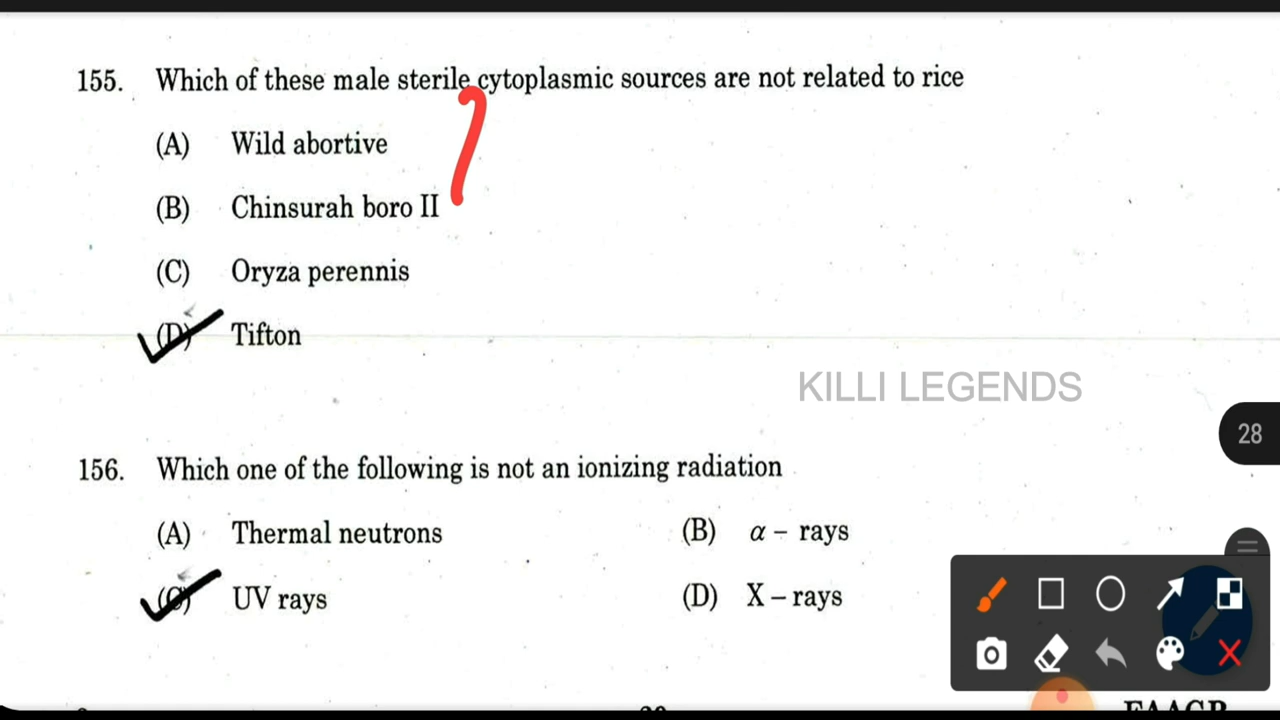 155. Which of these male sterile cytoplasmic sources are not related to rice
(A) Wild abortive
(B) Chinsurah boro II
(C) Oryza perennis
(D) Tifton
KILLI LEGENDS
28
156. Which one of the following is not an ionizing radiation
(A) Thermal neutrons (B) α – rays
(C) UV rays (D) X – rays